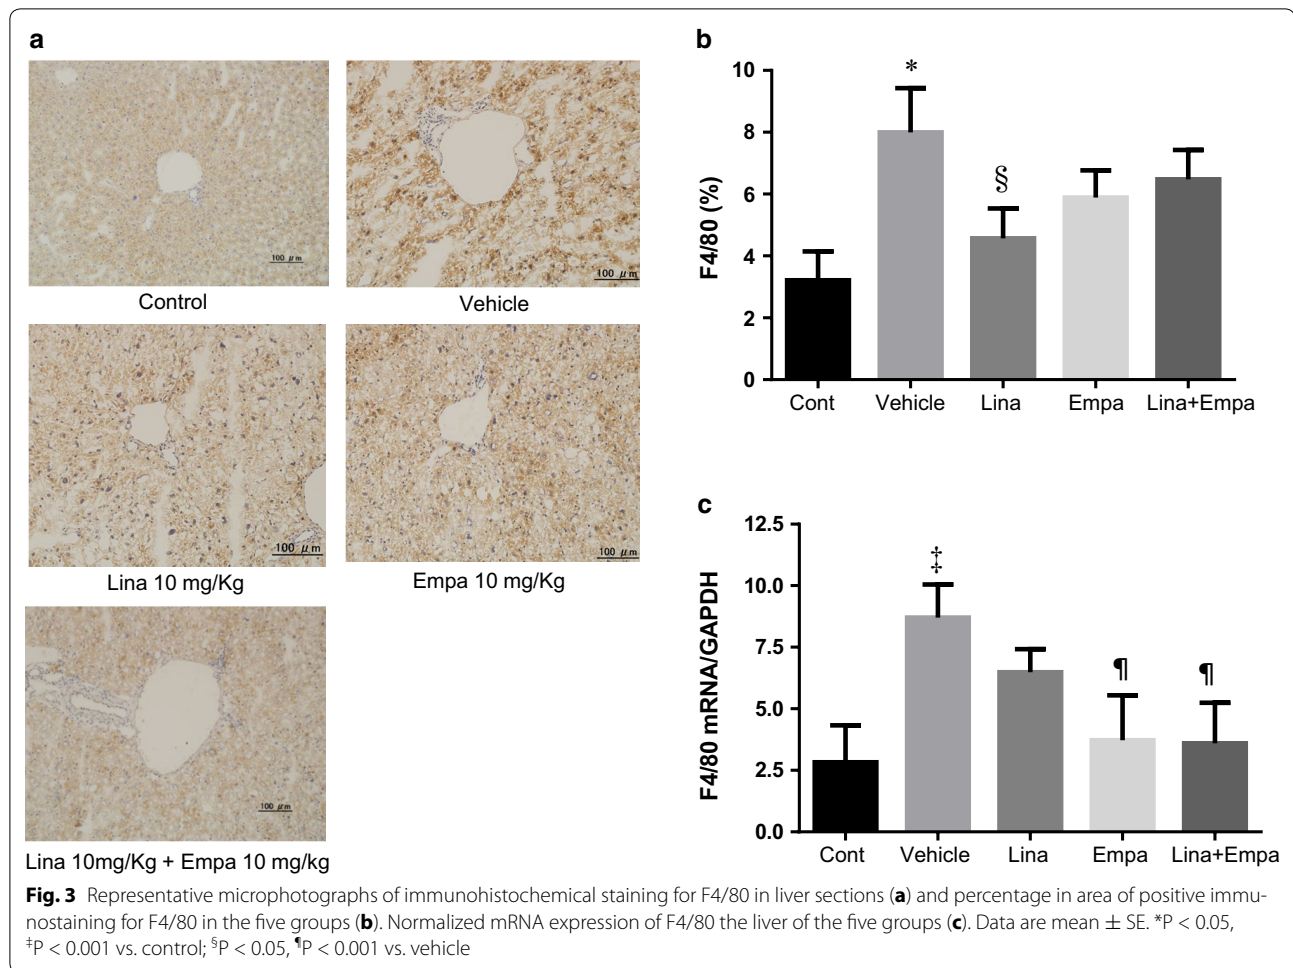 a
100 μm
Control
100 μm
Vehicle
100 μm
Lina 10 mg/Kg
100 μm
Empa 10 mg/Kg
100 μm
Lina 10mg/Kg + Empa 10 mg/kg
b
F4/80 (%)
10
8
6
4
2
0
*
§
Cont Vehicle Lina Empa Lina+Empa
c
F4/80 mRNA/GAPDH
12.5
10.0
7.5
5.0
2.5
0.0
‡
¶
¶
Cont Vehicle Lina Empa Lina+Empa
Fig. 3 Representative microphotographs of immunohistochemical staining for F4/80 in liver sections (a) and percentage in area of positive immu-
nostaining for F4/80 in the five groups (b). Normalized mRNA expression of F4/80 the liver of the five groups (c). Data are mean ± SE. *P < 0.05,
‡P < 0.001 vs. control; §P < 0.05, ¶P < 0.001 vs. vehicle